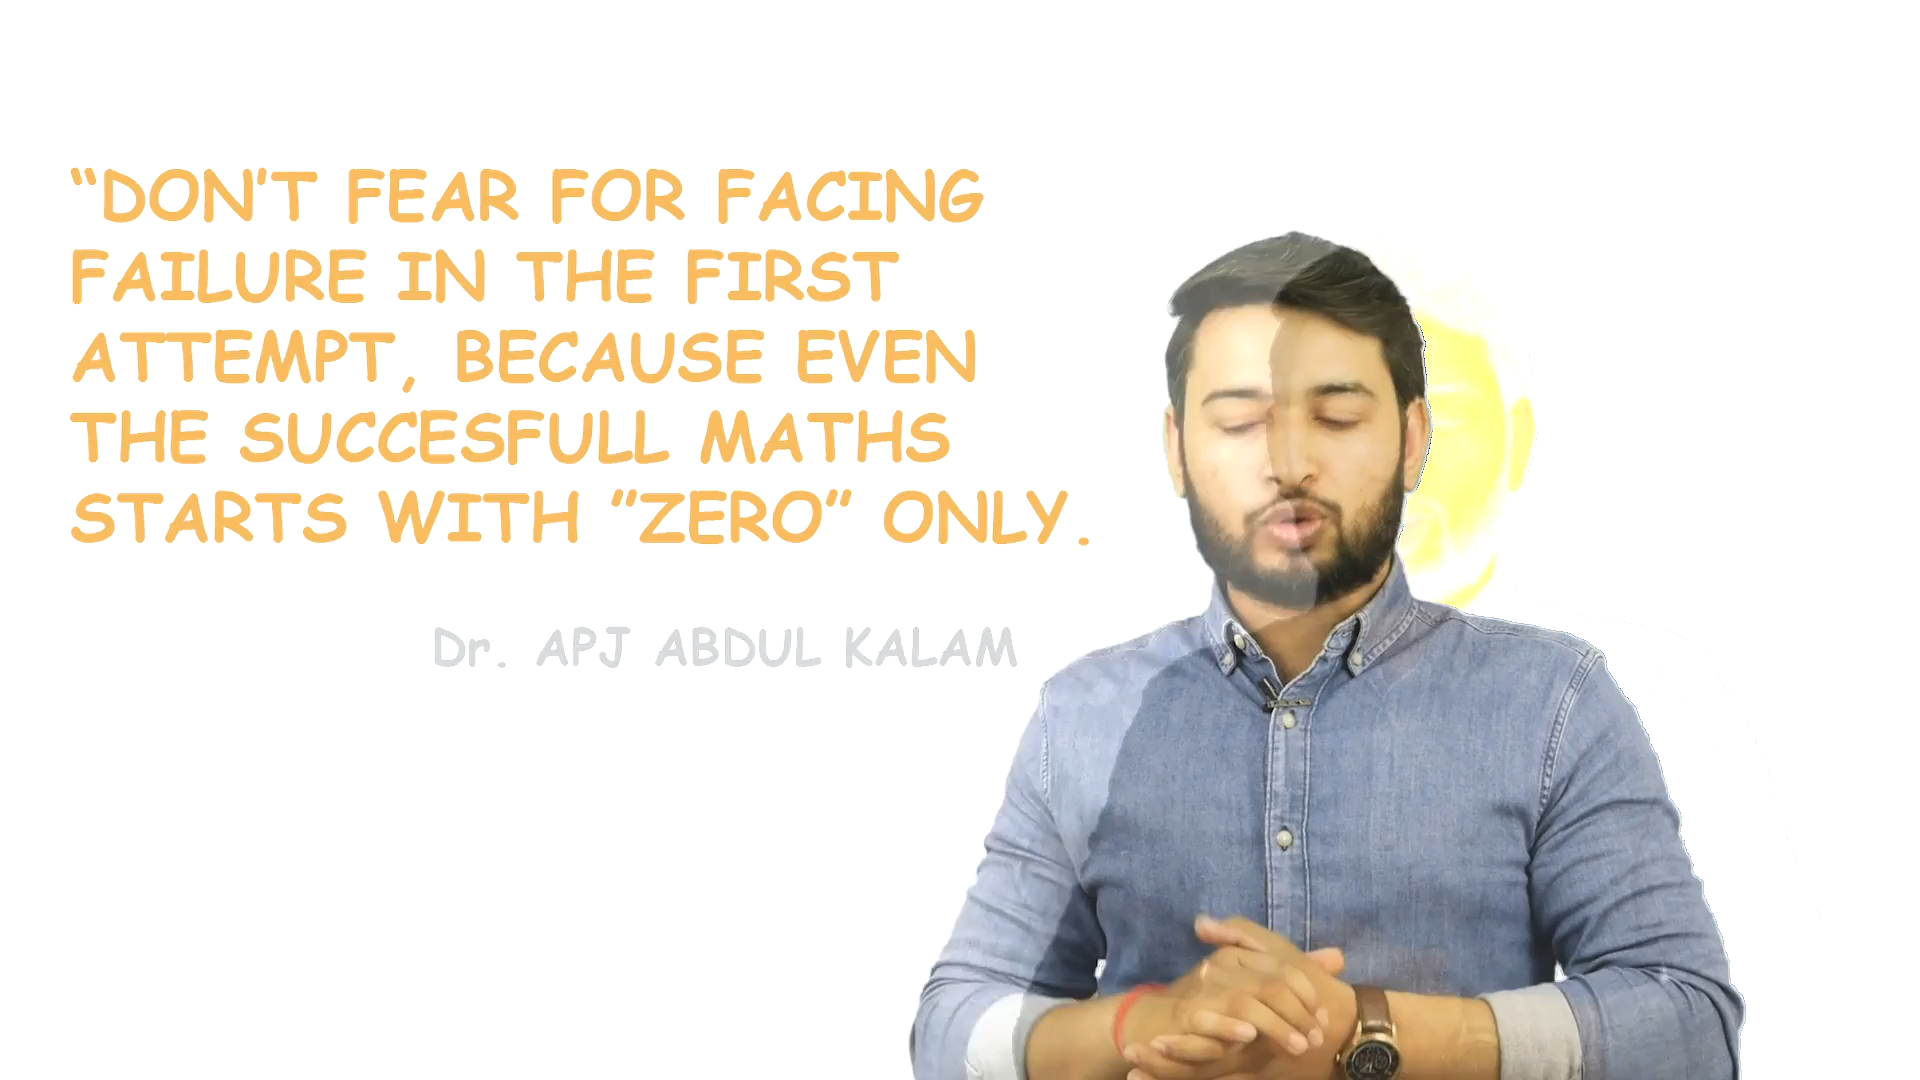 “DON’T FEAR FOR FACING
FAILURE IN THE FIRST
ATTEMPT, BECAUSE EVEN
THE SUCCESFULL MATHS
STARTS WITH ”ZERO” ONLY.
Dr. APJ ABDUL KALAM